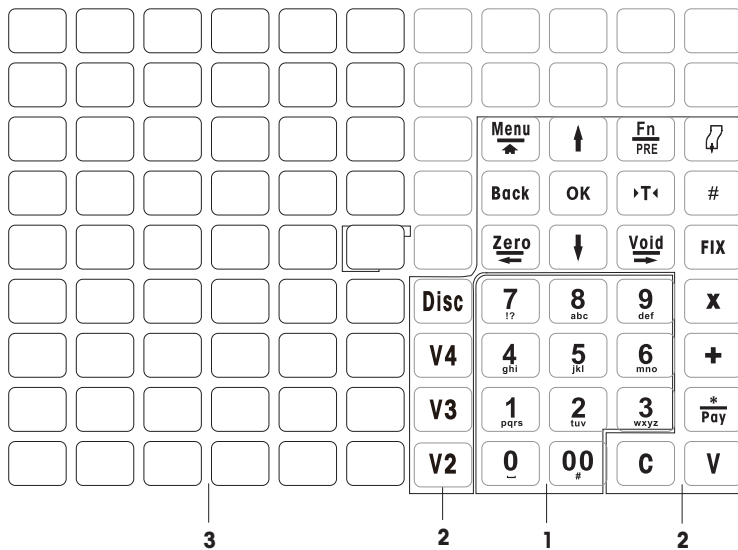 Menu Fn
PRE
Back OK T #
Zero Void FIX
Disc 7 8 9 x
!? abc def
V4 4 5 6 +
ghi jkl mno
V3 1 2 3 *
pqrs tuv wxyz Pay
V2 0 00 C V
#
3 2 1 2